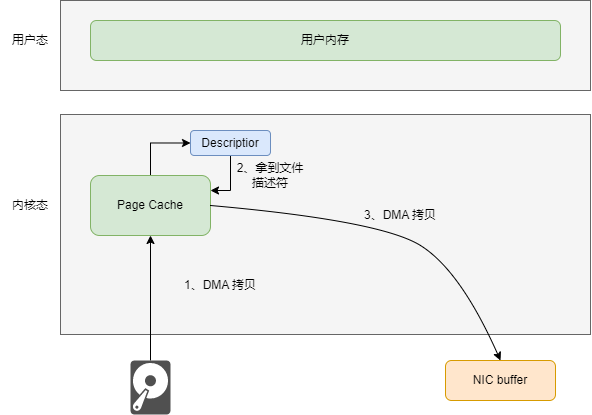 用户态
用户内存
Descriptior
2、拿到文件
描述符
内核态
Page Cache
3、DMA 拷贝
1、DMA 拷贝
NIC buffer